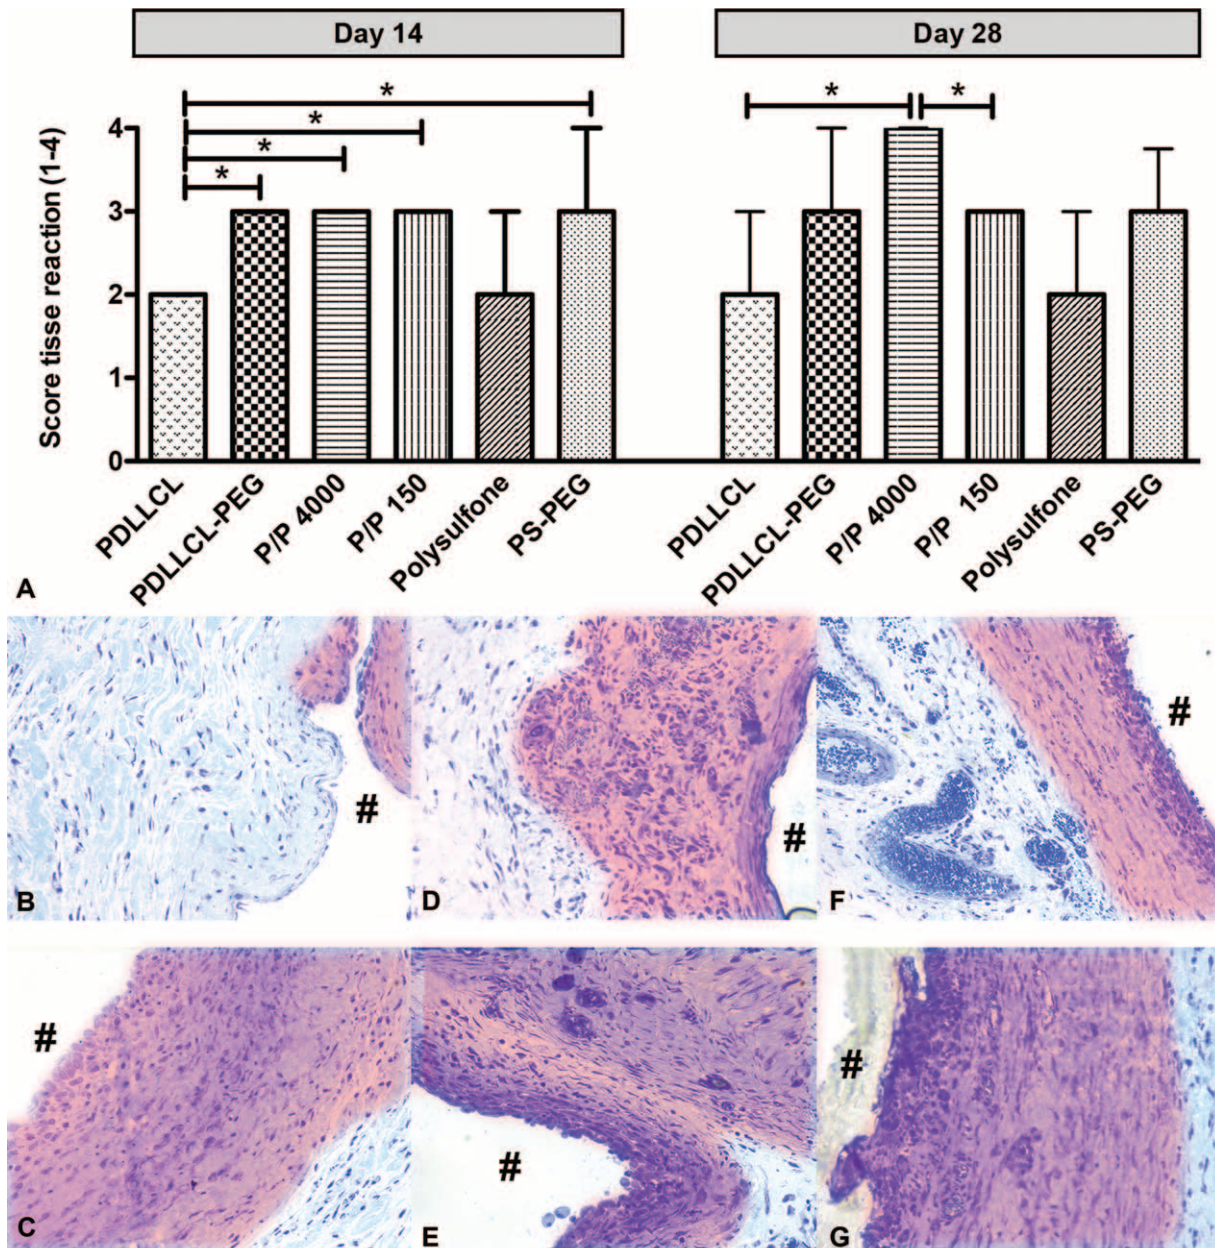 Day 14
Day 28
* *
*
*
*
*
Score tisse reaction (1-4)
4
3
2
1
0
PDLLCL
PDLLCL-PEG
P/P 4000
P/P 150
Polysulfone
PS-PEG
PDLLCL
PDLLCL-PEG
P/P 4000
P/P 150
Polysulfone
PS-PEG
A
#
#
#
B
D
F
#
#
#
C
E
G